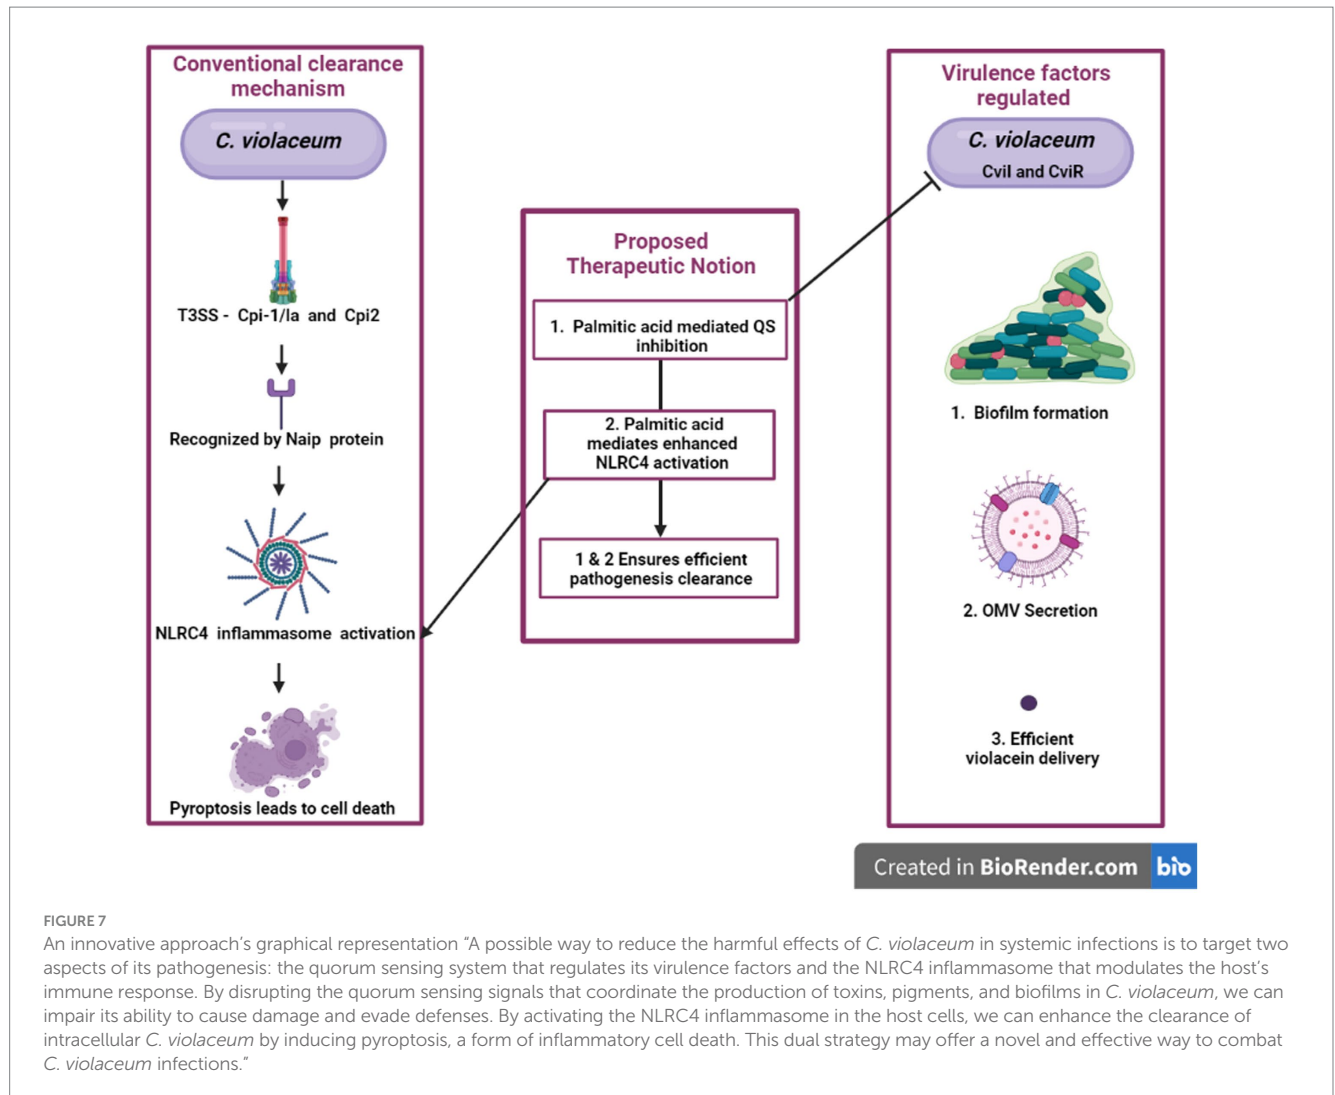 Conventional clearance
mechanism
C. violaceum
T3SS - Cpi-1/Ia and Cpi2
Recognized by Naip protein
NLRC4 inflammasome activation
Pyroptosis leads to cell death
Proposed
Therapeutic Notion
1. Palmitic acid mediated QS
inhibition
2. Palmitic acid
mediates enhanced
NLRC4 activation
1 & 2 Ensures efficient
pathogenesis clearance
Virulence factors
regulated
C. violaceum
CviI and CviR
1. Biofilm formation
2. OMV Secretion
3. Efficient
violacein delivery
Created in BioRender.com bio
FIGURE 7
An innovative approach's graphical representation "A possible way to reduce the harmful effects of C. violaceum in systemic infections is to target two
aspects of its pathogenesis: the quorum sensing system that regulates its virulence factors and the NLRC4 inflammasome that modulates the host's
immune response. By disrupting the quorum sensing signals that coordinate the production of toxins, pigments, and biofilms in C. violaceum, we can
impair its ability to cause damage and evade defenses. By activating the NLRC4 inflammasome in the host cells, we can enhance the clearance of
intracellular C. violaceum by inducing pyroptosis, a form of inflammatory cell death. This dual strategy may offer a novel and effective way to combat
C. violaceum infections."